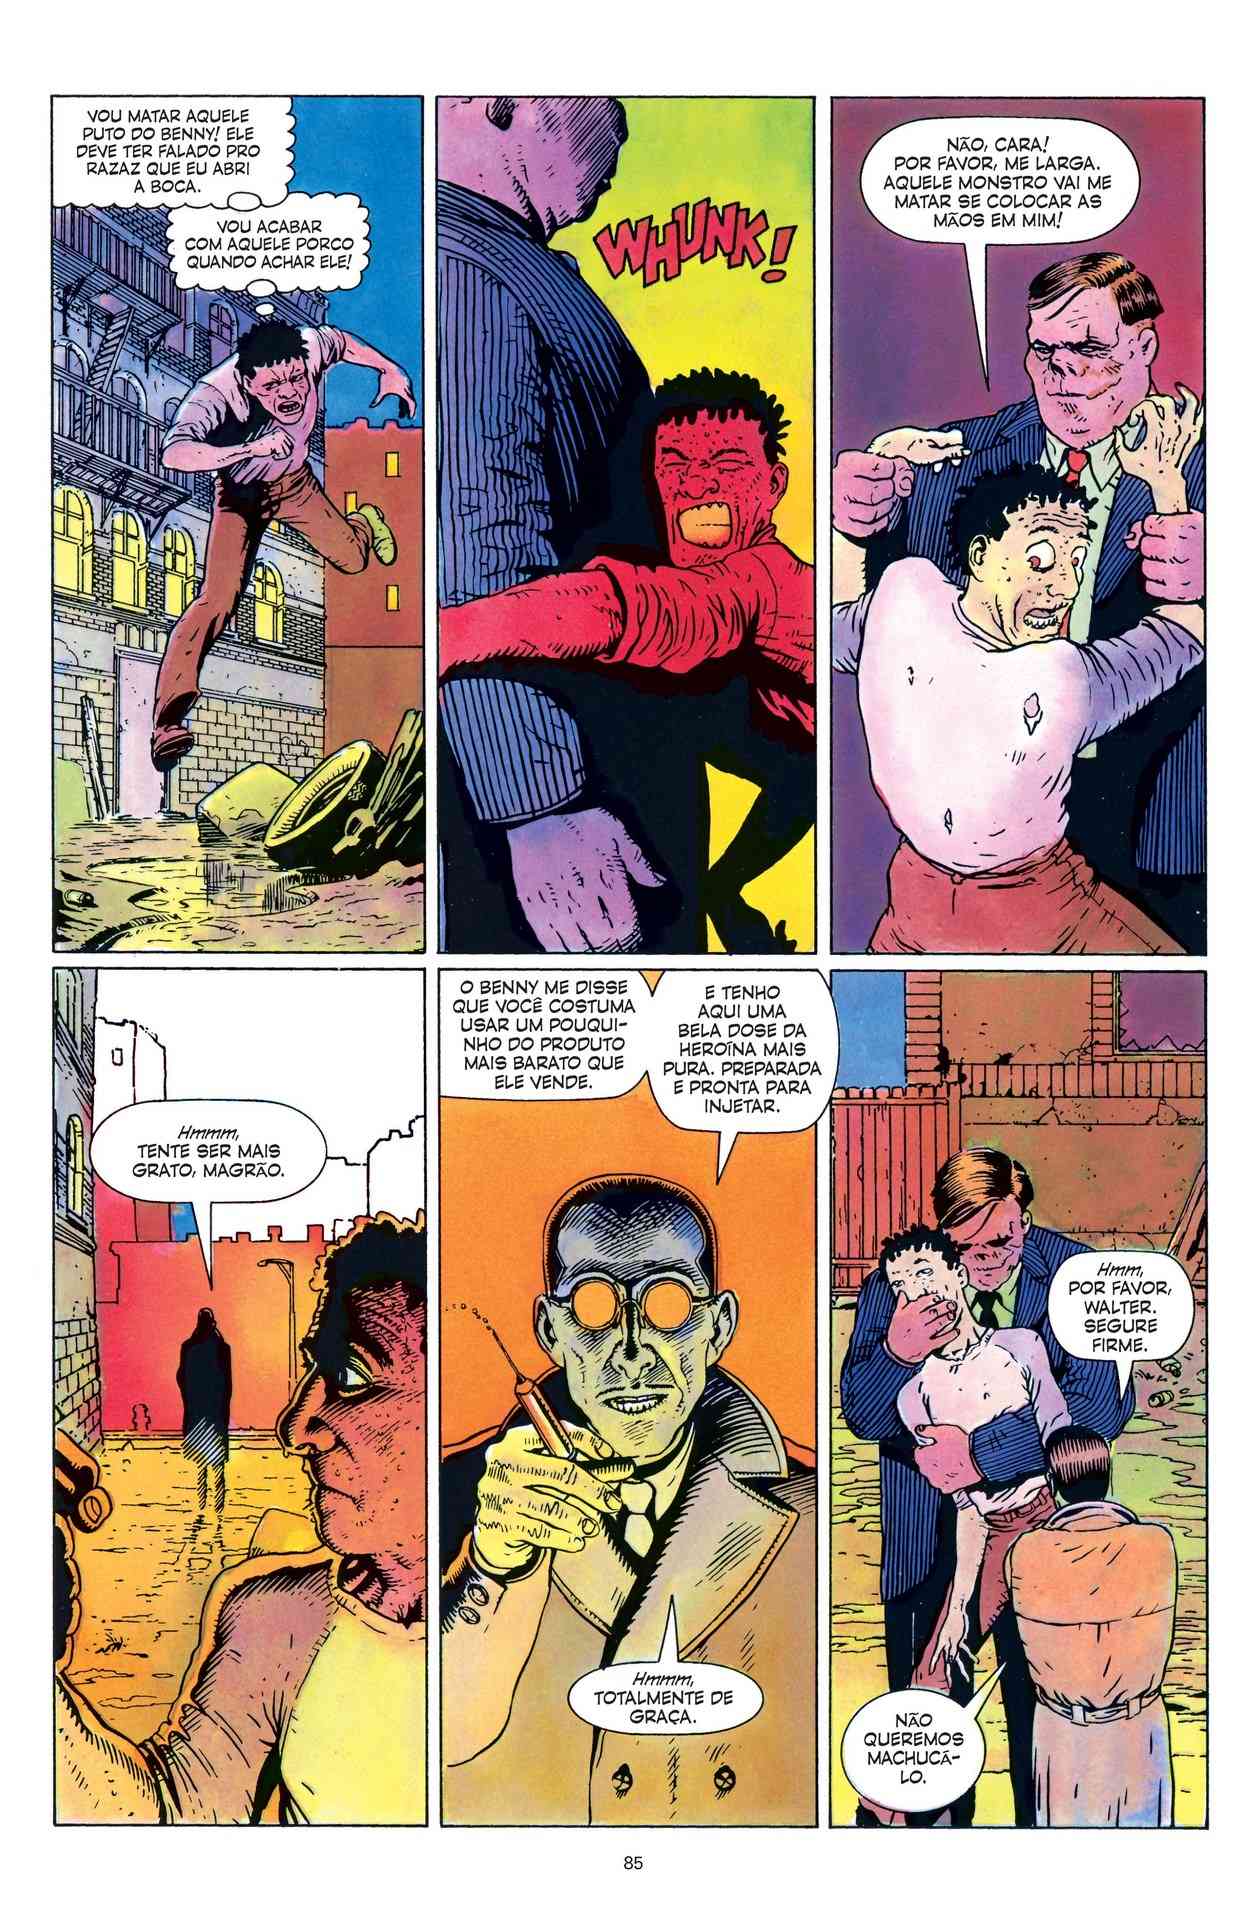 VOU MATAR AQUELE
PUTO DO BENNY! ELE
DEVE TER FALADO PRO
RAZAZ QUE EU ABRI
A BOCA.
VOU ACABAR
COM AQUELE PORCO
QUANDO ACHAR ELE!
WHUNK!
NÃO, CARA!
POR FAVOR, ME LARGA.
AQUELE MONSTRO VAI ME
MATAR SE COLOCAR AS
MÃOS EM MIM!
Hmmm,
TENTE SER MAIS
GRATO, MAGRÃO.
O BENNY ME DISSE
QUE VOCÊ COSTUMA
USAR UM POUQUI-
NHO DO PRODUTO
MAIS BARATO QUE
ELE VENDE.
E TENHO
AQUI UMA
BELA DOSE DA
HEROÍNA MAIS
PURA. PREPARADA
E PRONTA PARA
INJETAR.
Hmmm,
TOTALMENTE DE
GRAÇA.
Hmm,
POR FAVOR,
WALTER.
SEGURE
FIRME.
NÃO
QUEREMOS
MACHUCÁ-
LO.
85